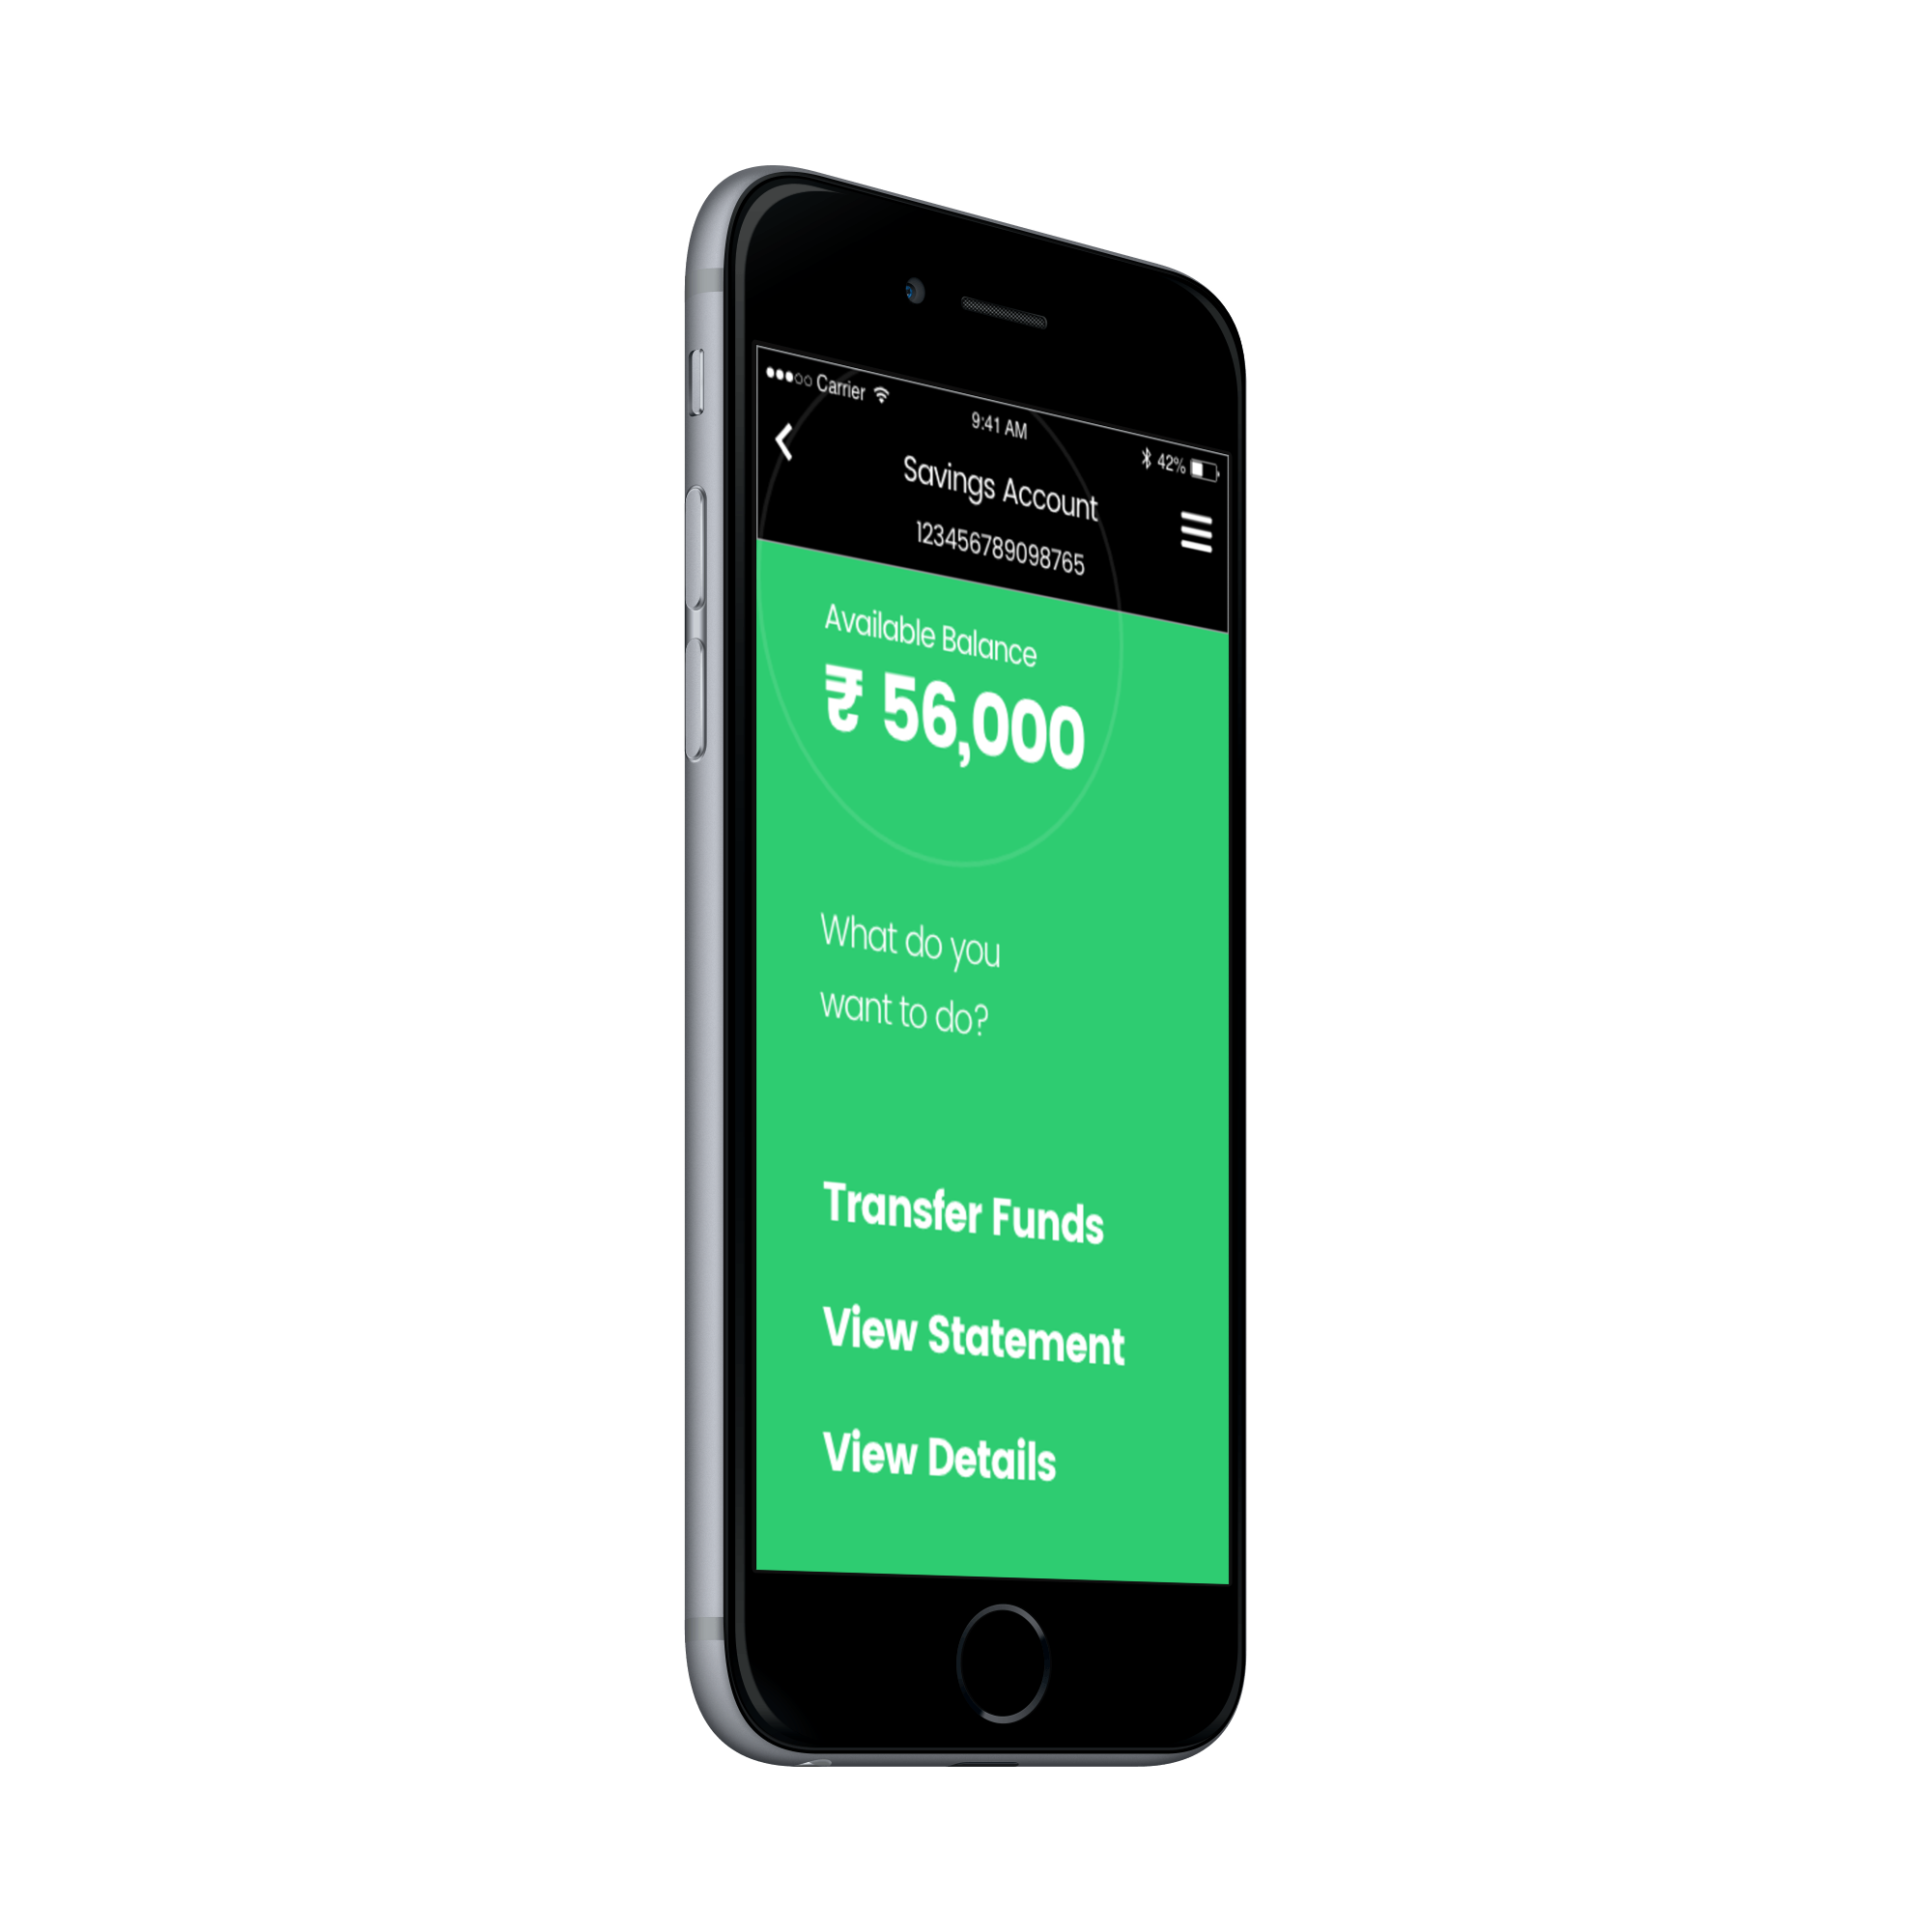 Carrier
9:41 AM
42%
Savings Account
123456789098765
Available Balance
₹ 56,000
What do you
want to do?
Transfer Funds
View Statement
View Details